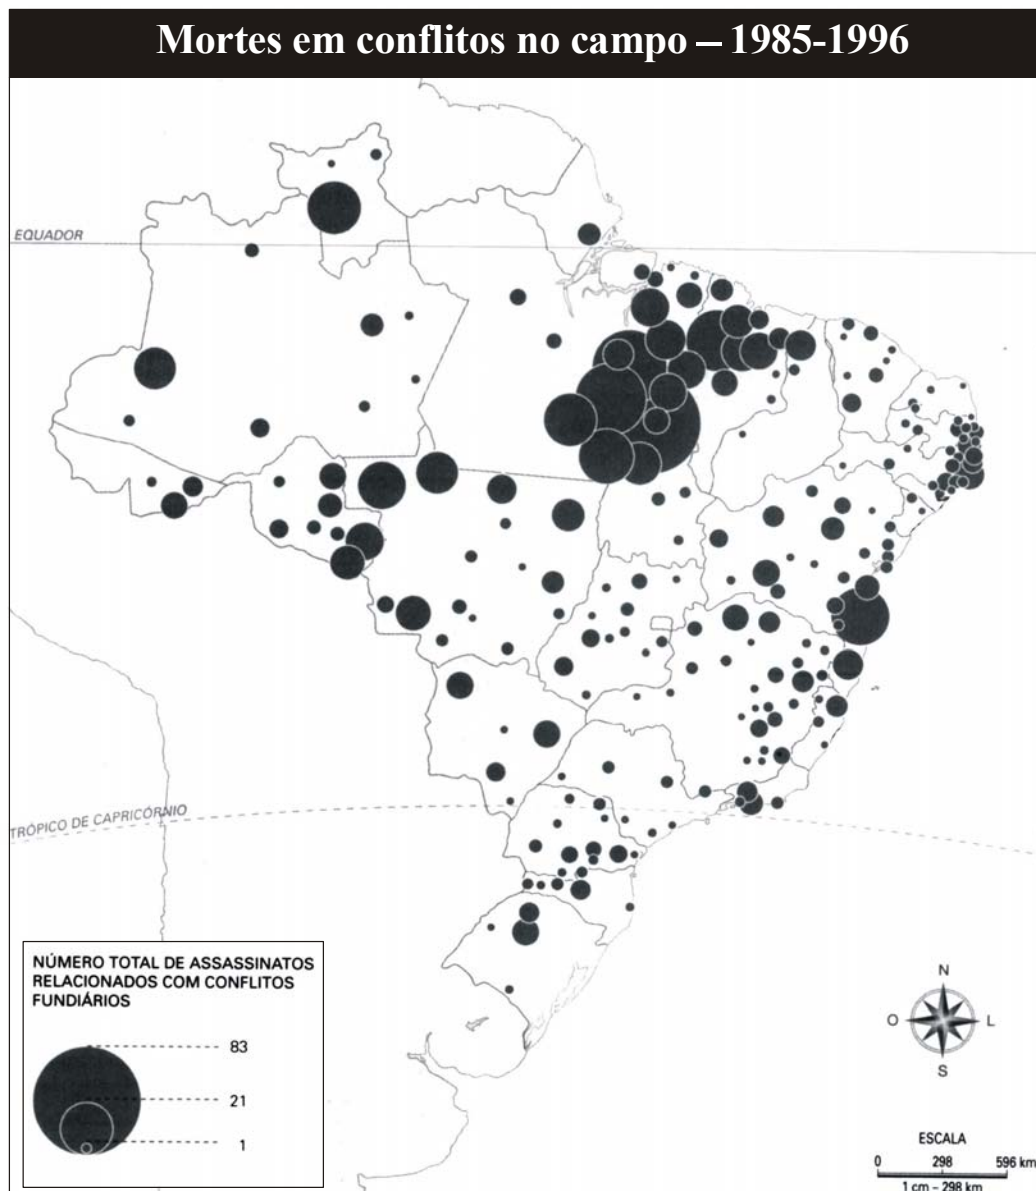 Mortes em conflitos no campo – 1985-1996
EQUADOR
TRÓPICO DE CAPRICÓRNIO
NÚMERO TOTAL DE ASSASSINATOS
RELACIONADOS COM CONFLITOS
FUNDIÁRIOS
83
21
1
N
O
L
S
ESCALA
0 298 596 km
1 cm – 298 km